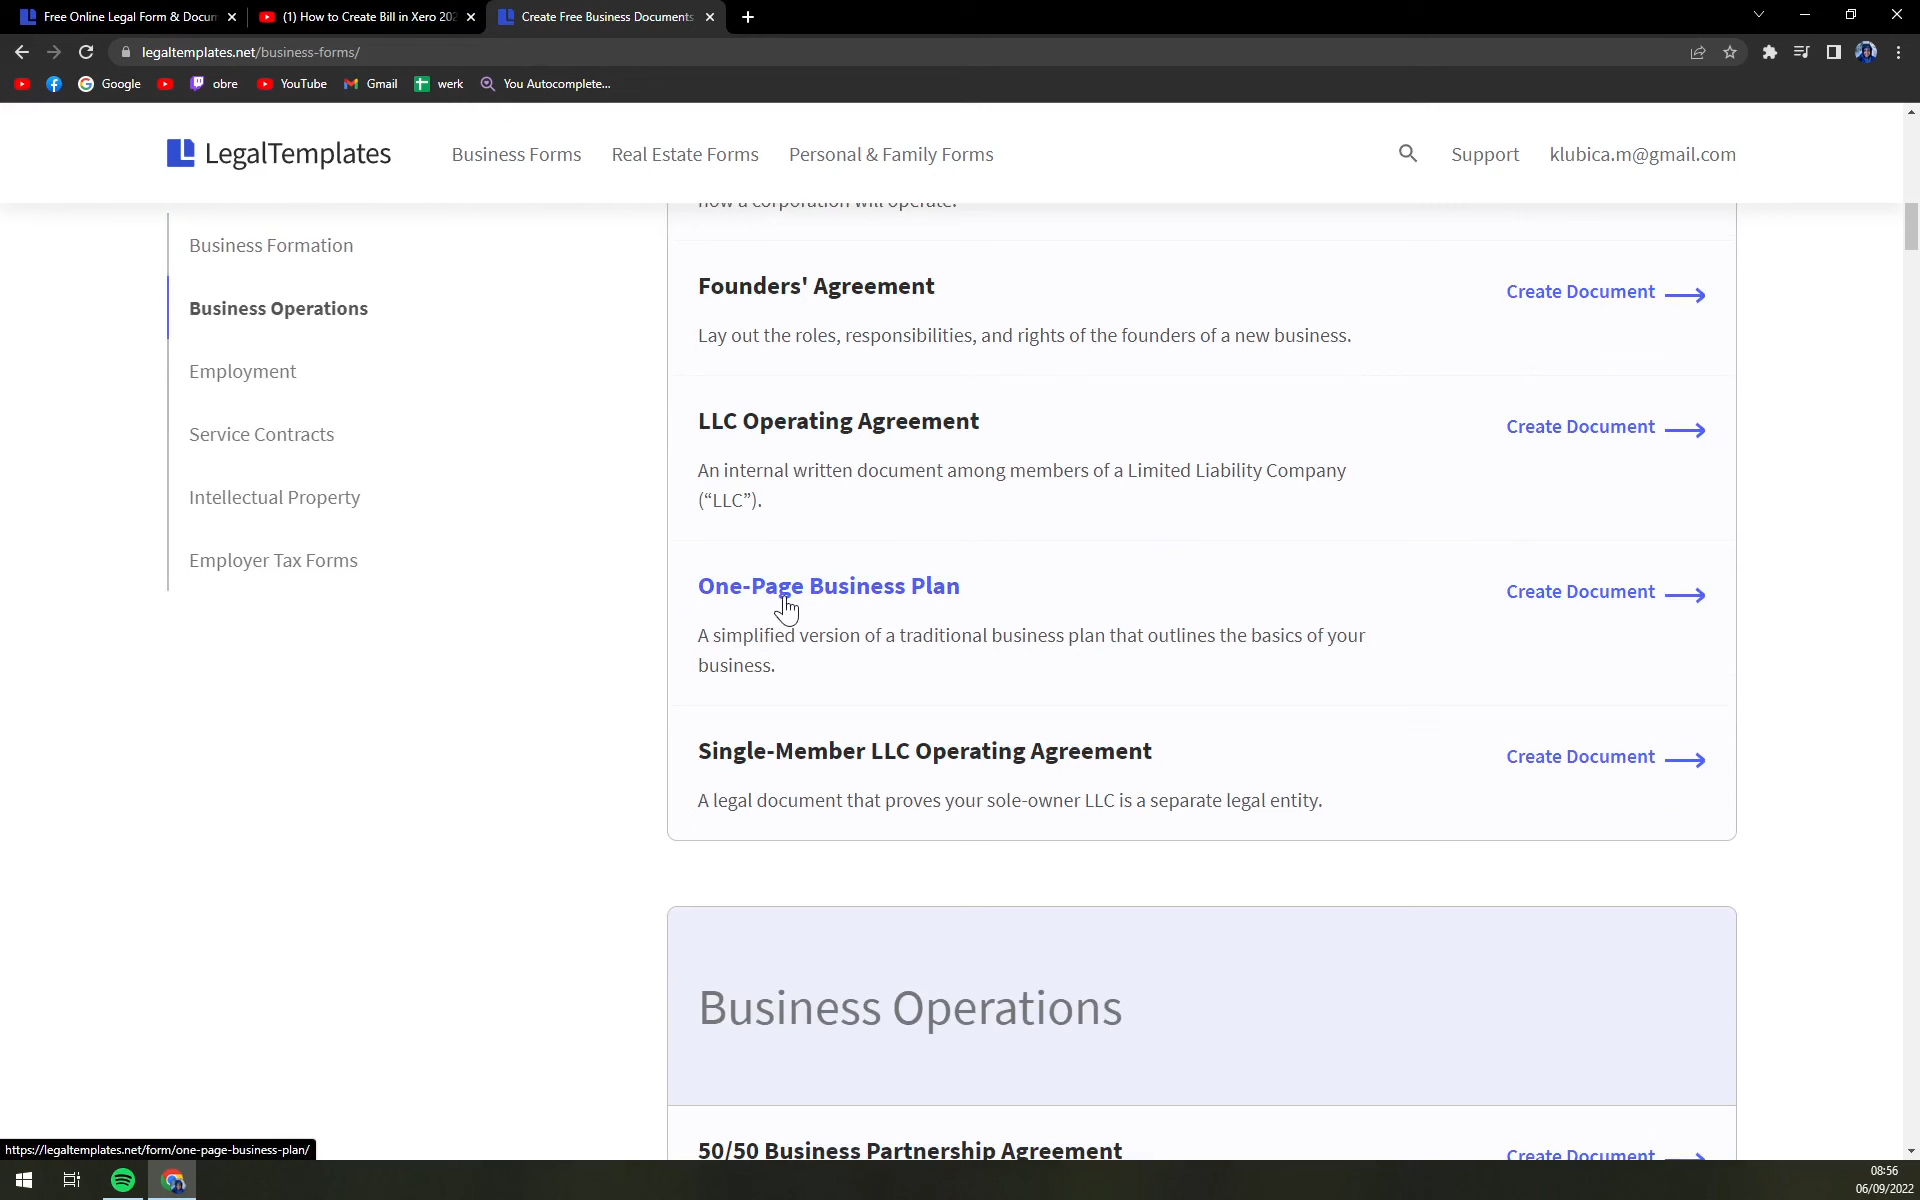 Free Online Legal Form & Docum
(1) How to Create Bill in Xero 202
Create Free Business Documents
legaltemplates.net/business-forms/
Google
obre
YouTube
Gmail
werk
You Autocomplete...
LegalTemplates
Business Forms
Real Estate Forms
Personal & Family Forms
Support
klubica.m@gmail.com
how a corporation will operate.
Business Formation
Business Operations
Employment
Service Contracts
Intellectual Property
Employer Tax Forms
Founders' Agreement
Create Document
Lay out the roles, responsibilities, and rights of the founders of a new business.
LLC Operating Agreement
Create Document
An internal written document among members of a Limited Liability Company
(“LLC”).
One-Page Business Plan
Create Document
A simplified version of a traditional business plan that outlines the basics of your
business.
Single-Member LLC Operating Agreement
Create Document
A legal document that proves your sole-owner LLC is a separate legal entity.
Business Operations
50/50 Business Partnership Agreement
Create Document
https://legaltemplates.net/form/one-page-business-plan/
08:56
06/09/2022